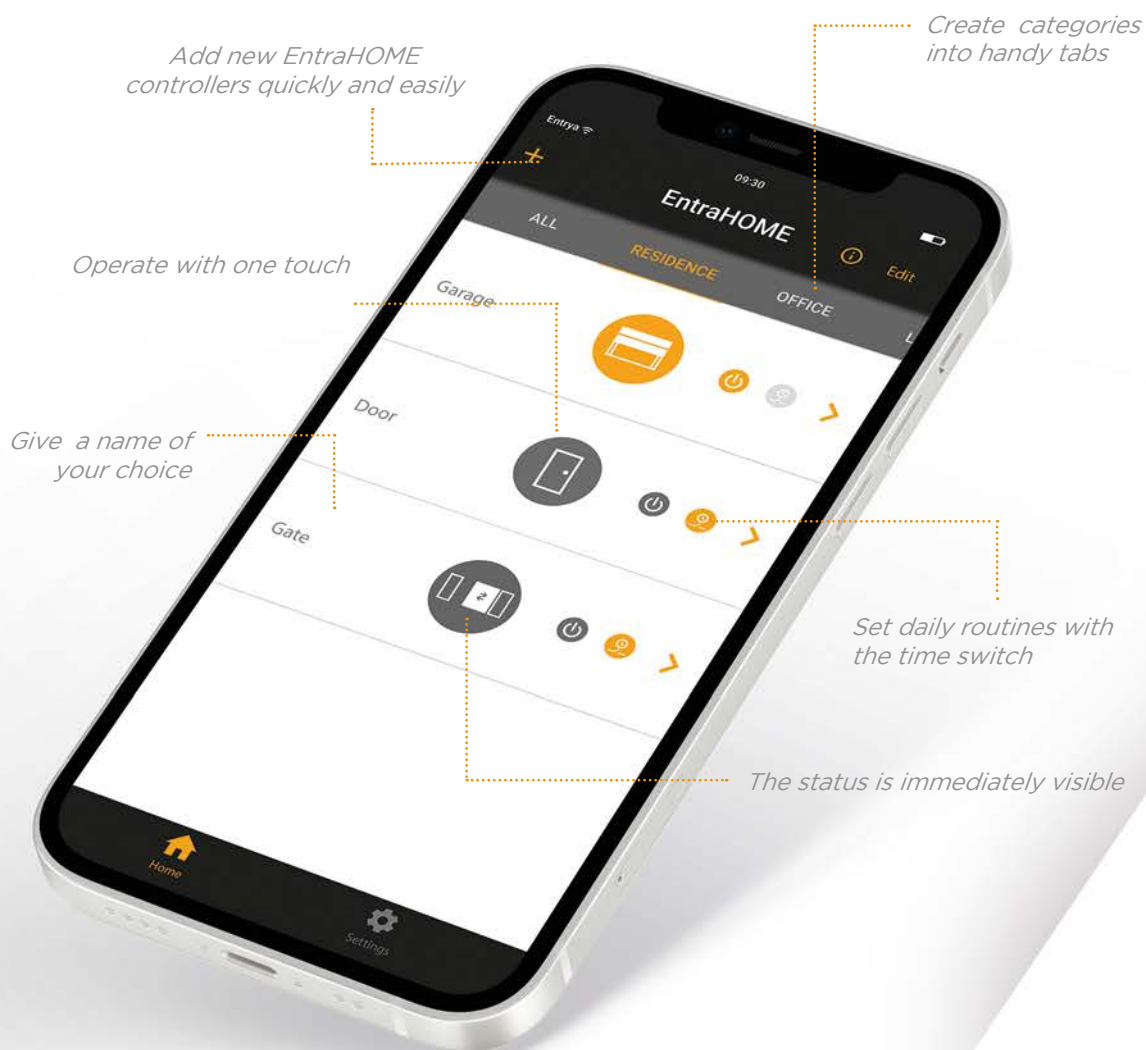 Create categories
into handy tabs
Add new EntraHOME
controllers quickly and easily
Entrya
09:30
EntraHOME
Edit
ALL
RESIDENCE
OFFICE
L
Operate with one touch
Garage
Door
Give a name of
your choice
Gate
Set daily routines with
the time switch
The status is immediately visible
Home
Settings